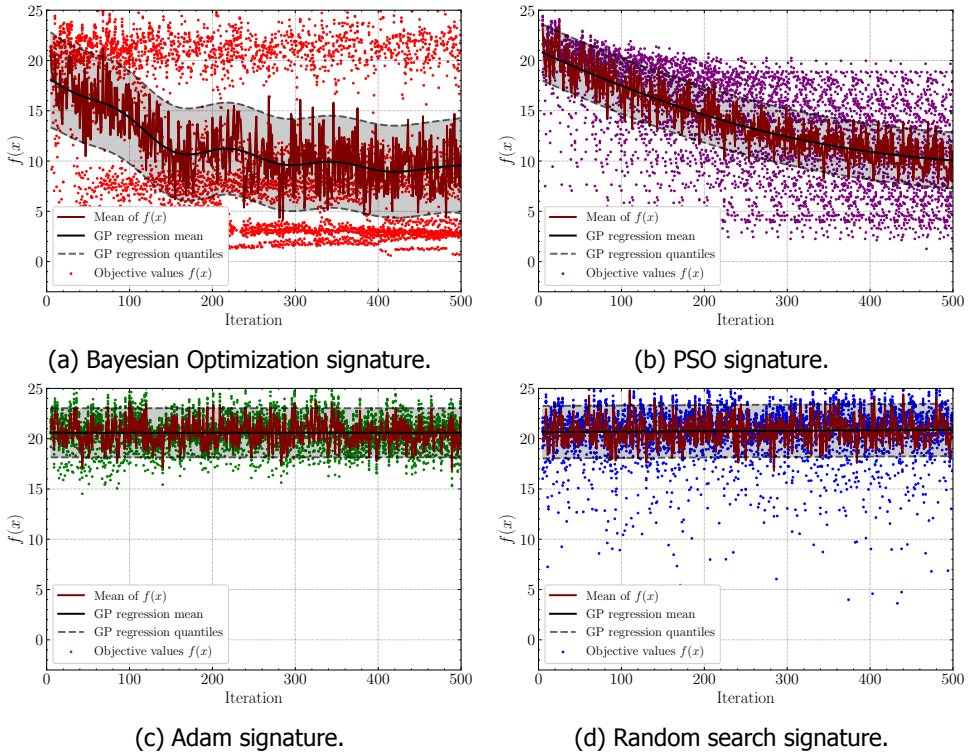 25
20
15
10
5
0
f(x)
Mean of f(x)
GP regression mean
GP regression quantiles
Objective values f(x)
0 100 200 300 400 500
Iteration
(a) Bayesian Optimization signature.
25
20
15
10
5
0
f(x)
Mean of f(x)
GP regression mean
GP regression quantiles
Objective values f(x)
0 100 200 300 400 500
Iteration
(b) PSO signature.
25
20
15
10
5
0
f(x)
Mean of f(x)
GP regression mean
GP regression quantiles
Objective values f(x)
0 100 200 300 400 500
Iteration
(c) Adam signature.
25
20
15
10
5
0
f(x)
Mean of f(x)
GP regression mean
GP regression quantiles
Objective values f(x)
0 100 200 300 400 500
Iteration
(d) Random search signature.